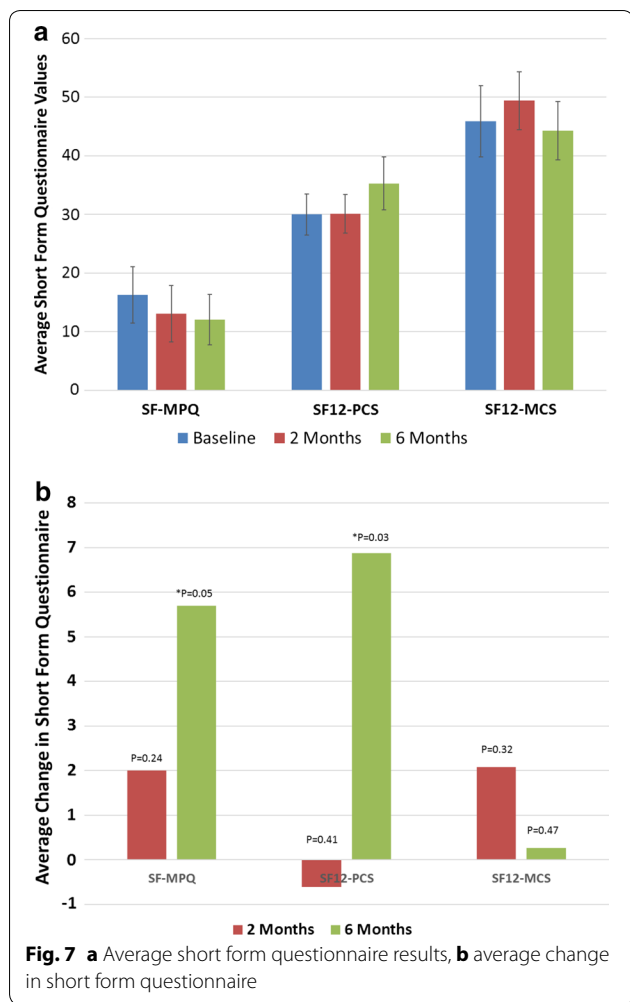 a
60
50
40
30
20
10
0
Average Short Form Questionnaire Values
SF-MPQ SF12-PCS SF12-MCS
Baseline 2 Months 6 Months
b
8
7
6
5
4
3
2
1
0
-1
Average Change in Short Form Questionnaire
P=0.24 *P=0.05 P=0.41 *P=0.03 P=0.32 P=0.47
SF-MPQ SF12-PCS SF12-MCS
2 Months 6 Months
Fig. 7 a Average short form questionnaire results, b average change
in short form questionnaire